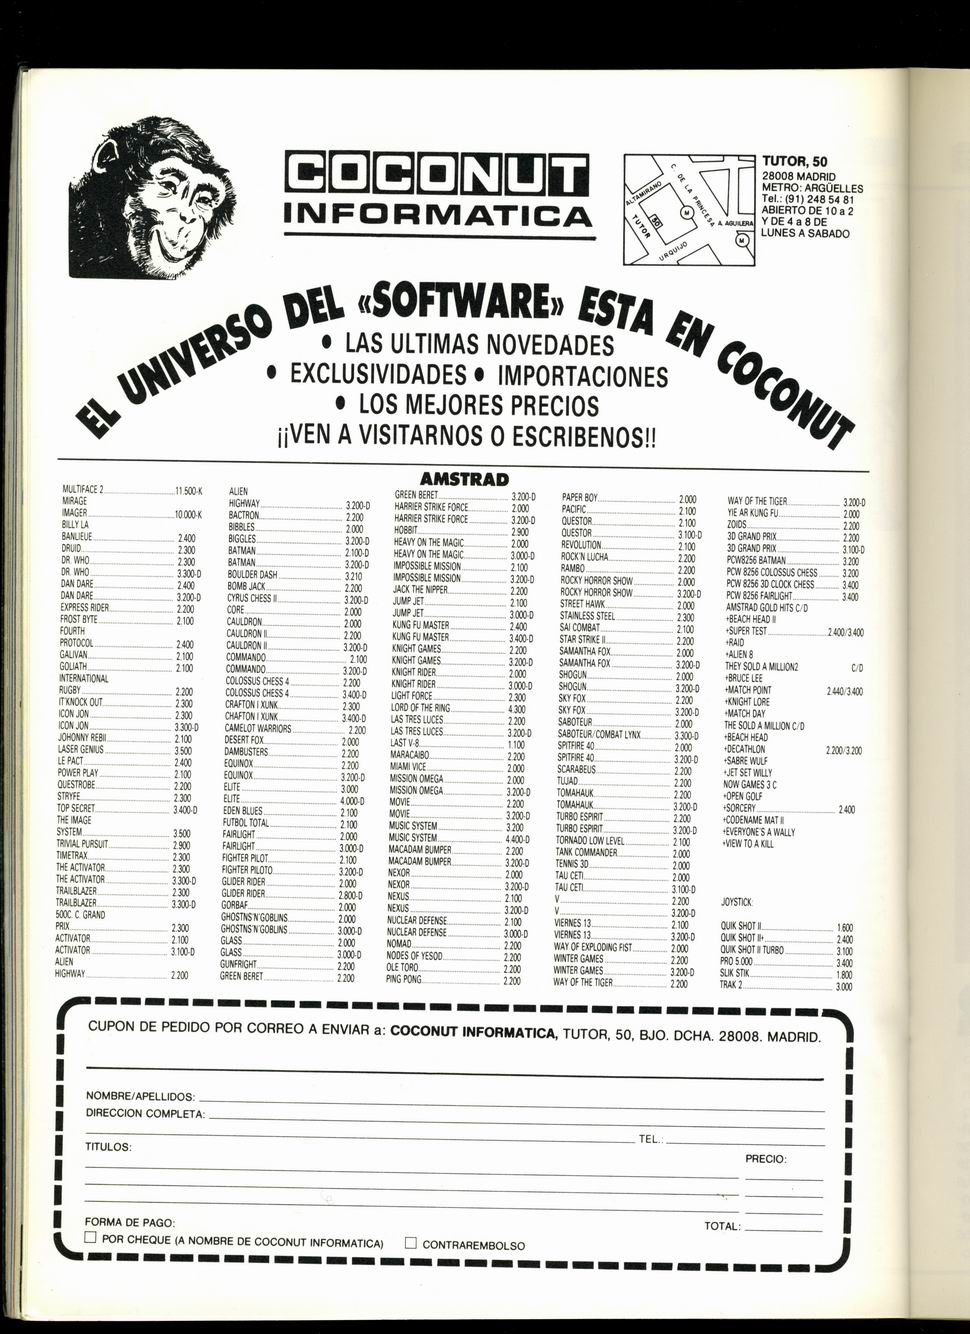 COCONUT
INFORMATICA
ALTAMIRANO
C. DE LA PRINCESA
M
50
TUTOR
A. AGUILERA
M
URQUIJO
TUTOR, 50
28008 MADRID
METRO: ARGÜELLES
Tel.: (91) 248 54 81
ABIERTO DE 10 a 2
Y DE 4 a 8 DE
LUNES A SABADO
EL UNIVERSO DEL «SOFTWARE» ESTA EN COCONUT
• LAS ULTIMAS NOVEDADES
• EXCLUSIVIDADES • IMPORTACIONES
• LOS MEJORES PRECIOS
¡¡VEN A VISITARNOS O ESCRIBENOS!!
AMSTRAD
MULTIFACE 2 11.500-K
MIRAGE
IMAGER 10.000-K
BILLY LA
BANLIEUE 2.400
DRUID 2.300
DR. WHO 2.300
DR. WHO 3.300-D
DAN DARE 2.400
DAN DARE 3.200-D
EXPRESS RIDER 2.200
FROST BYTE 2.100
FOURTH
PROTOCOL 2.400
GALIVAN 2.100
GOLIATH 2.100
INTERNATIONAL
RUGBY 2.200
IT'KNOCK OUT 2.300
ICON JON 2.300
ICON JON 3.300-D
JOHONNY REBII 2.100
LASER GENIUS 3.500
LE PACT 2.400
POWER PLAY 2.100
QUESTROBE 2.200
STRYFE 2.300
TOP SECRET 3.400-D
THE IMAGE
SYSTEM 3.500
TRIVIAL PURSUIT 2.900
TIMETRAX 2.300
THE ACTIVATOR 2.300
THE ACTIVATOR 3.300-D
TRAILBLAZER 2.300
TRAILBLAZER 3.300-D
500C. C. GRAND
PRIX 2.300
ACTIVATOR 2.100
ACTIVATOR 3.100-D
ALIEN
HIGHWAY 2.200
ALIEN
HIGHWAY 3.200-D
BACTRON 2.200
BIBBLES 2.000
BIGGLES 3.200-D
BATMAN 2.100-D
BATMAN 3.200-D
BOULDER DASH 3.210
BOMB JACK 2.200
CYRUS CHESS II 3.200-D
CORE 2.000
CAULDRON 2.000
CAULDRON II 2.200
CAULDRON II 3.200-D
COMMANDO 2.100
COMMANDO 3.200-D
COLOSSUS CHESS 4 2.200
COLOSSUS CHESS 4 3.400-D
CRAFTON I XUNK 2.300
CHAFTON I XUNK 3.400-D
CAMELOT WARRIORS 2.200
DESERT FOX 2.000
DAMBUSTERS 2.200
EQUINOX 2.200
EQUINOX 3.200-D
ELITE 3.000
ELITE 4.000-D
EDEN BLUES 2.100
FUTBOL TOTAL 2.100
FAIRLIGHT 2.000
FAIRLIGHT 3.000-D
FIGHTER PILOT 2.100
FIGHTER PILOTO 3.200-D
GLIDER RIDER 2.000
GLIDER RIDER 2.800-D
GORBAF 2.000
GHOSTNS'N'GOBLINS 2.000
GHOSTNS'N'GOBLINS 3.000-D
GLASS 2.000
GLASS 3.000-D
GUNFRIGHT 2.200
GREEN BERET 2.200
GREEN BERET 3.200-D
HARRIER STRIKE FORCE 2.000
HARRIER STRIKE FORCE 3.200-D
HOBBIT 2.900
HEAVY ON THE MAGIC 2.000
HEAVY ON THE MAGIC 3.000-D
IMPOSSIBLE MISSION 2.100
IMPOSSIBLE MISSION 3.200-D
JACK THE NIPPER 2.200
JUMP JET 2.100
JUMP JET 3.000-D
KUNG FU MASTER 2.400
KUNG FU MASTER 3.400-D
KNIGHT GAMES 2.200
KNIGHT GAMES 3.200-D
KNIGHT RIDER 2.000
KNIGHT RIDER 3.000-D
LIGHT FORCE 2.300
LORD OF THE RING 4.300
LAS TRES LUCES 2.200
LAS TRES LUCES 3.200-D
LAST V-8 1.100
MARACAIBO 2.200
MIAMI VICE 2.000
MISSION OMEGA 2.000
MISSION OMEGA 3.200-D
MOVIE 2.200
MOVIE 3.200-D
MUSIC SYSTEM 3.200
MUSIC SYSTEM 4.400-D
MACADAM BUMPER 2.200
MACADAM BUMPER 3.200-D
NEXOR 2.000
NEXOR 3.200-D
NEXUS 2.100
NEXUS 3.200-D
NUCLEAR DEFENSE 2.100
NUCLEAR DEFENSE 3.000-D
NOMAD 2.200
NODES OF YESOD 2.200
OLE TORO 2.200
PING PONG 2.200
PAPER BOY 2.000
PACIFIC 2.100
QUESTOR 2.100
QUESTOR 3.100-D
REVOLUTION 2.100
ROCK'N LUCHA 2.200
RAMBO 2.200
ROCKY HORROR SHOW 2.000
ROCKY HORROR SHOW 3.200-D
STREET HAWK 2.000
STAINLESS STEEL 2.300
SAI COMBAT 2.100
STAR STRIKE II 2.200
SAMANTHA FOX 2.000
SAMANTHA FOX 3.200-D
SHOGUN 2.000
SHOGUN 3.200-D
SKY FOX 2.200
SKY FOX 3.200-D
SABOTEUR 2.000
SABOTEUR/COMBAT LYNX 3.300-D
SPITFIRE 40 2.000
SPITFIRE 40 3.200-D
SCARABEUS 2.200
TUJAD 2.200
TOMAHAUK 2.200
TOMAHAUK 3.200-D
TURBO ESPIRIT 2.200
TURBO ESPIRIT 3.200-D
TORNADO LOW LEVEL 2.100
TANK COMMANDER 2.000
TENNIS 3D 2.000
TAU CETI 2.000
TAU CETI 3.100-D
V 2.200
V 3.200-D
VIERNES 13 2.100
VIERNES 13 3.200-D
WAY OF EXPLODING FIST 2.000
WINTER GAMES 2.200
WINTER GAMES 3.200-D
WAY OF THE TIGER 2.200
WAY OF THE TIGER 3.200-D
YIE AR KUNG FU 2.000
ZOIDS 2.200
3D GRAND PRIX 2.200
3D GRAND PRIX 3.100-D
PCW8256 BATMAN 3.200
PCW 8256 COLOSSUS CHESS 3.200
PCW 8256 3D CLOCK CHESS 3.400
PCW 8256 FAIRLIGHT 3.400
AMSTRAD GOLD HITS C/D
+BEACH HEAD II
+SUPER TEST 2.400/3.400
+RAID
+ALIEN 8
THEY SOLD A MILLION2 C/D
+BRUCE LEE
+MATCH POINT 2.440/3.400
+KNIGHT LORE
+MATCH DAY
THE SOLD A MILLION C/D
+BEACH HEAD
+DECATHLON 2.200/3.200
+SABRE WULF
+JET SET WILLY
NOW GAMES 3 C
+OPEN GOLF
+SORCERY 2.400
+CODENAME MAT II
+EVERYONE'S A WALLY
+VIEW TO A KILL
JOYSTICK:
QUIK SHOT II 1.600
QUIK SHOT II+ 2.400
QUIK SHOT II TURBO 3.100
PRO 5.000 3.400
SLIK STIK 1.800
TRAK 2 3.000
CUPON DE PEDIDO POR CORREO A ENVIAR a: COCONUT INFORMATICA, TUTOR, 50, BJO. DCHA. 28008. MADRID.
NOMBRE/APELLIDOS:
DIRECCION COMPLETA:
TEL.:
TITULOS:
PRECIO:
FORMA DE PAGO:
TOTAL:
POR CHEQUE (A NOMBRE DE COCONUT INFORMATICA) CONTRAREMBOLSO